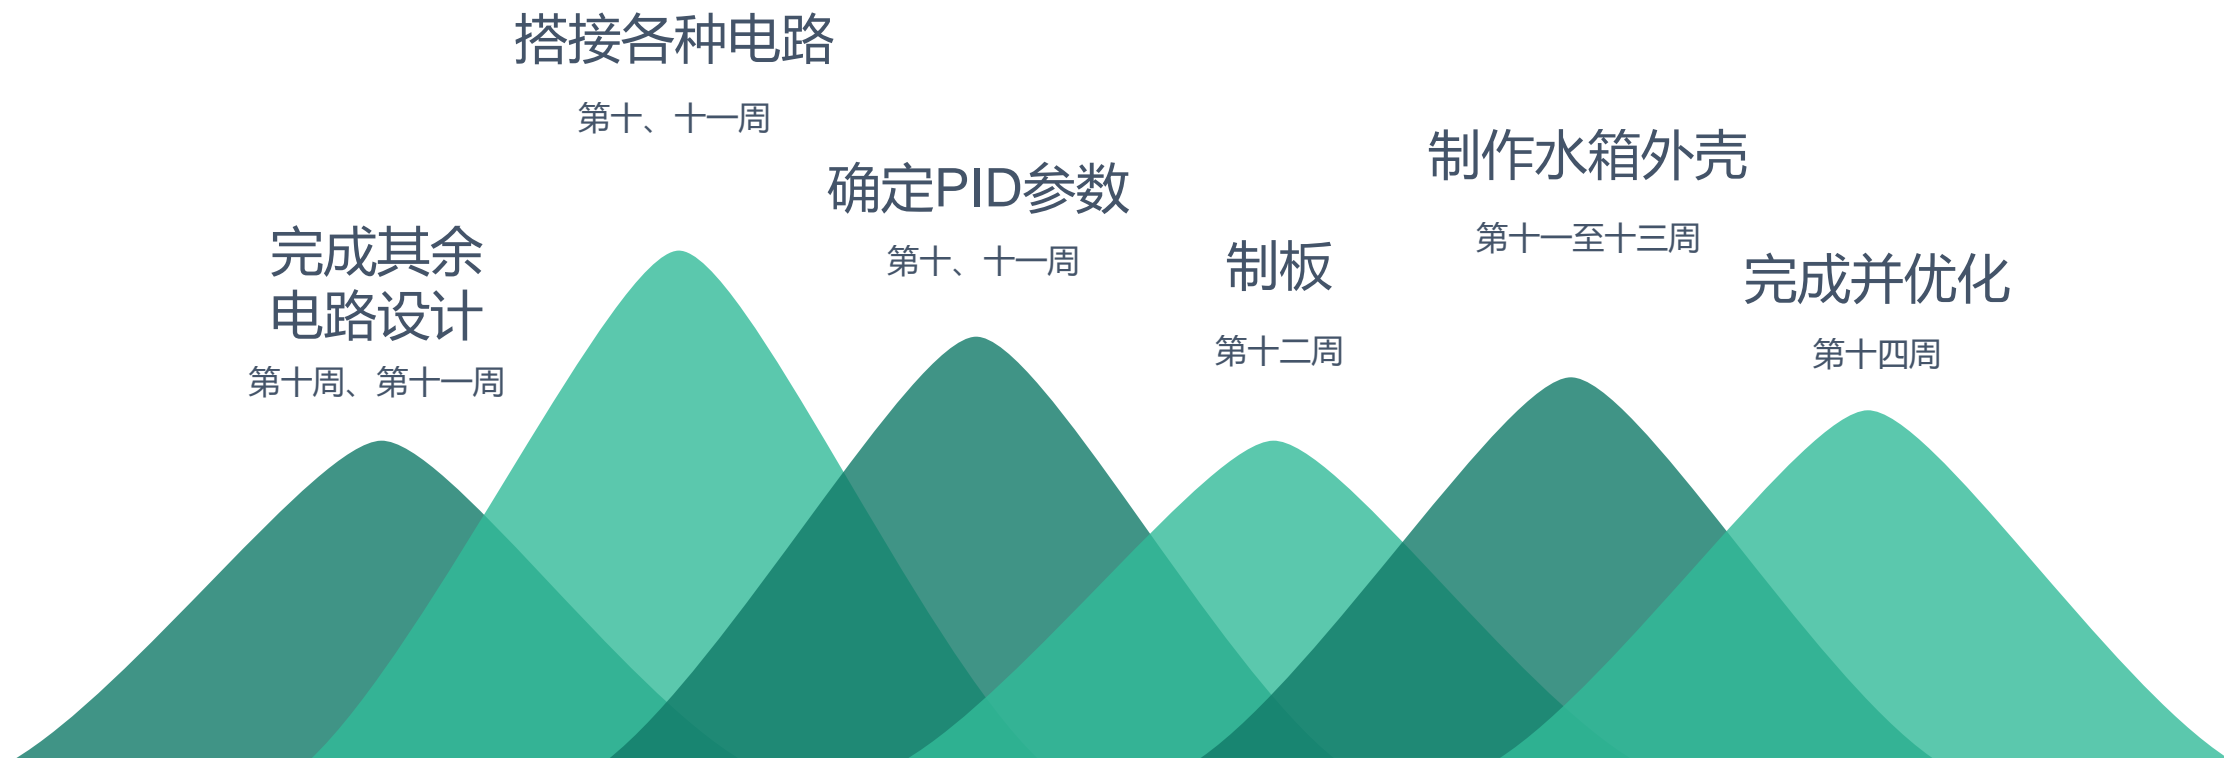 完成其余
电路设计
第十周、第十一周
搭接各种电路
第十、十一周
确定PID参数
第十、十一周
制板
第十二周
制作水箱外壳
第十一至十三周
完成并优化
第十四周